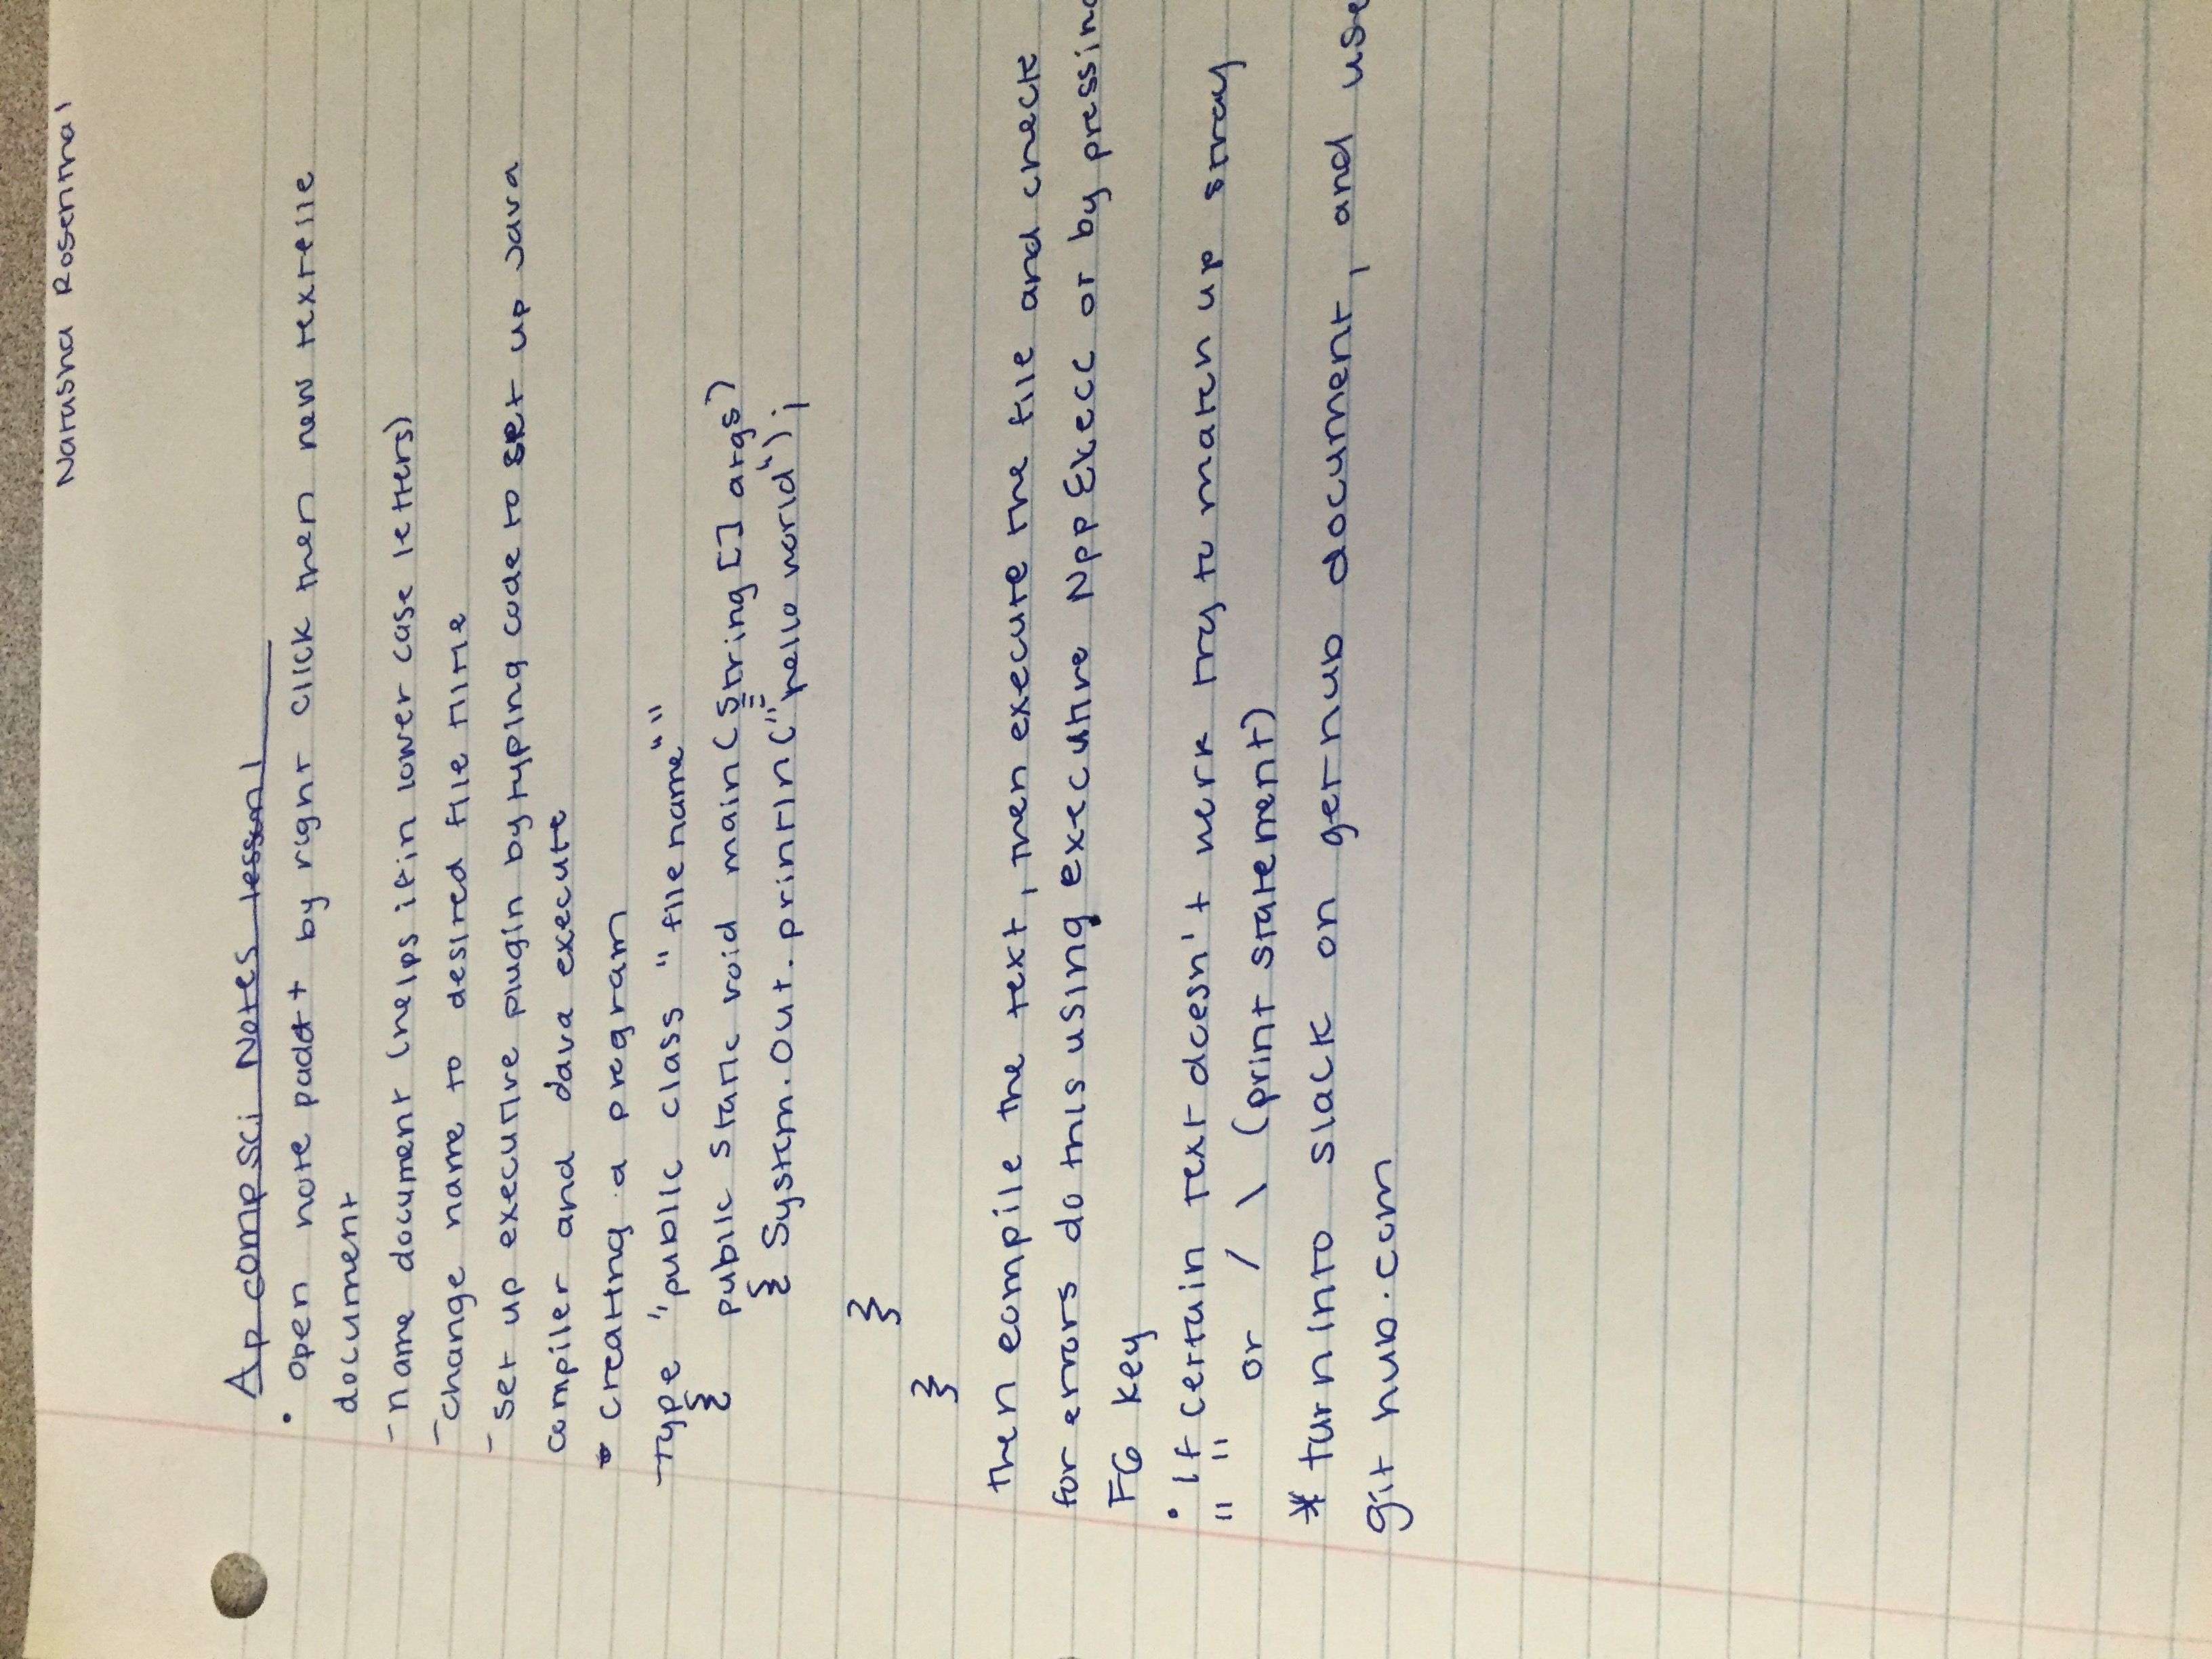 Natasha Rosenthal
Ap compsci Notes lesson 1
• open note padd++ by right click then new textfile
document
- name document (helps if in lower case letters)
- change name to desired file
- set up executive plugin by typing code to set up Java
compiler and Java execute
• creating a program
- Type "public class "file name""
{ public static void main(String [] args)
{ System.out.println("hello world");
}
}
then compile the text, then execute the file and check
for errors do this using executive Npp Execc or by pressing
F6 key
• If certain text doesn't work try to match up stray
" "
or / \ (print statement)
* turn into slack on get hub document, and use
git hub.com